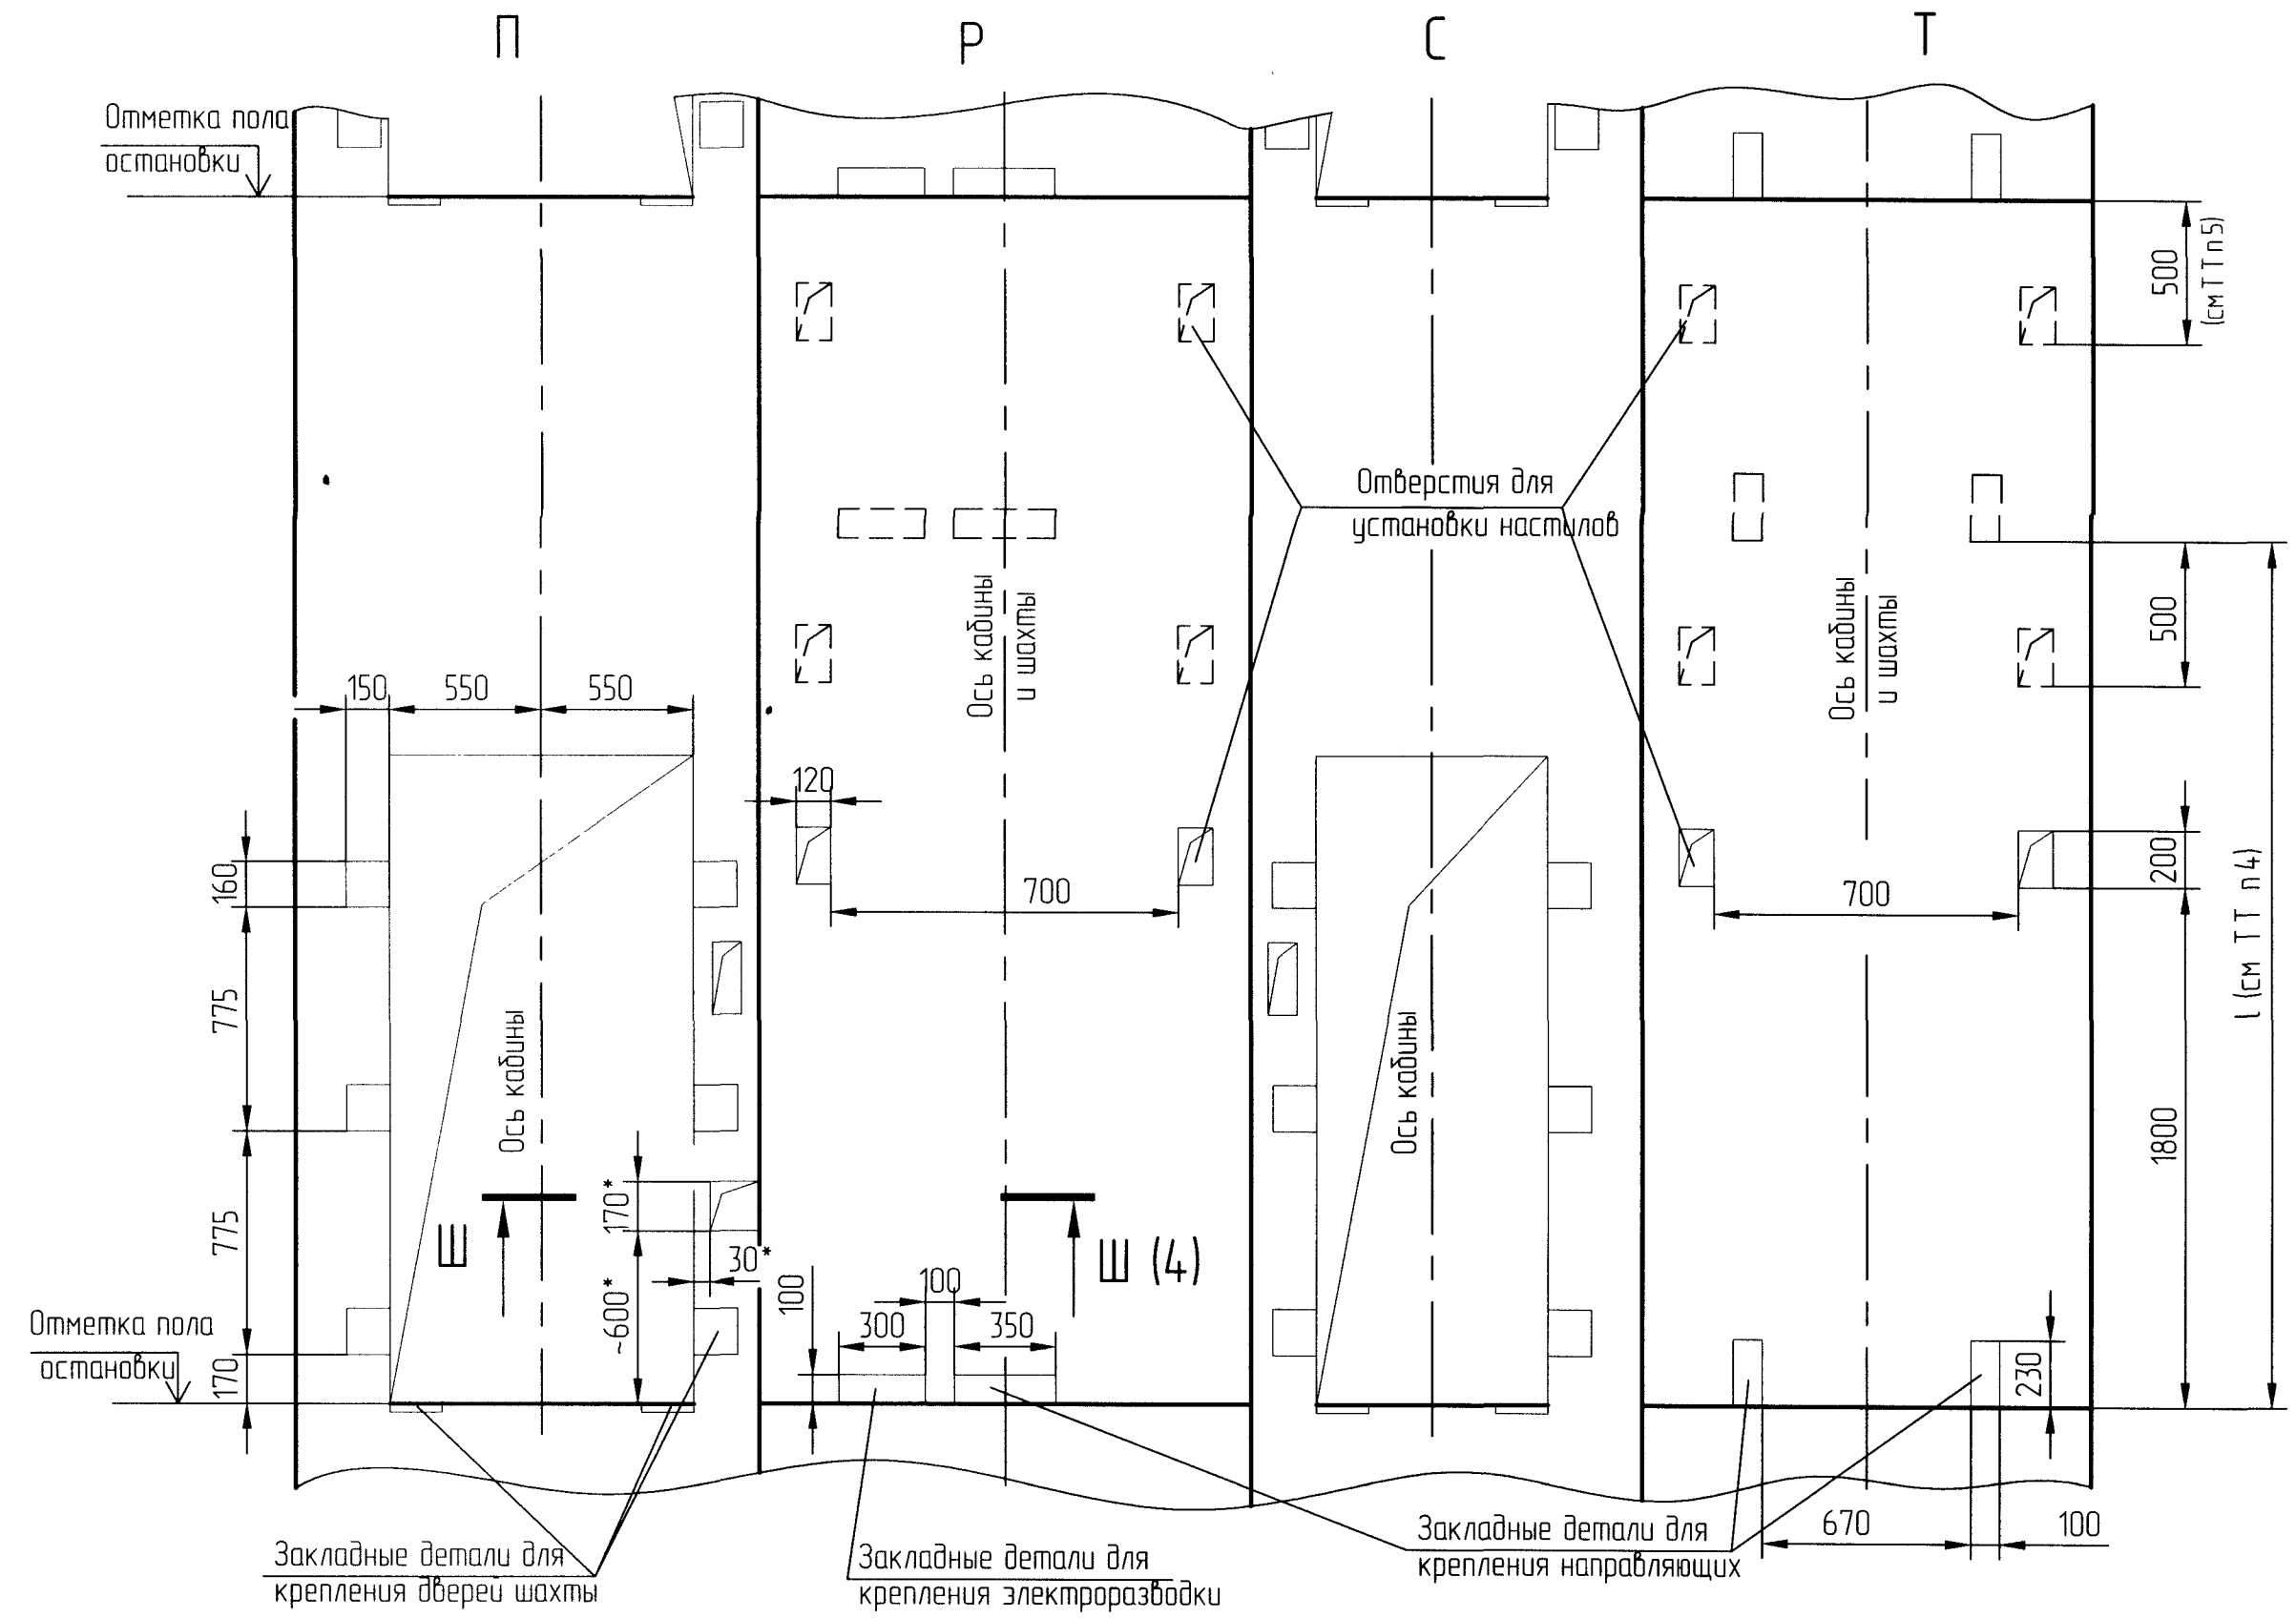 П
Р
С
Т
Отметка пола
остановки
500
(смТТп5)
Отверстия для
установки настилов
Ось кабины
и шахты
Ось кабины
и шахты
500
150
550
550
120
160
700
700
200
l (см ТТ п4)
775
Ось кабины
Ось кабины
1800
170*
775
Ш
30*
Ш (4)
~600*
100
100
300
350
Отметка пола
остановки
170
230
670
100
Закладные детали для
крепления дверей шахты
Закладные детали для
крепления электроразводки
Закладные детали для
крепления направляющих